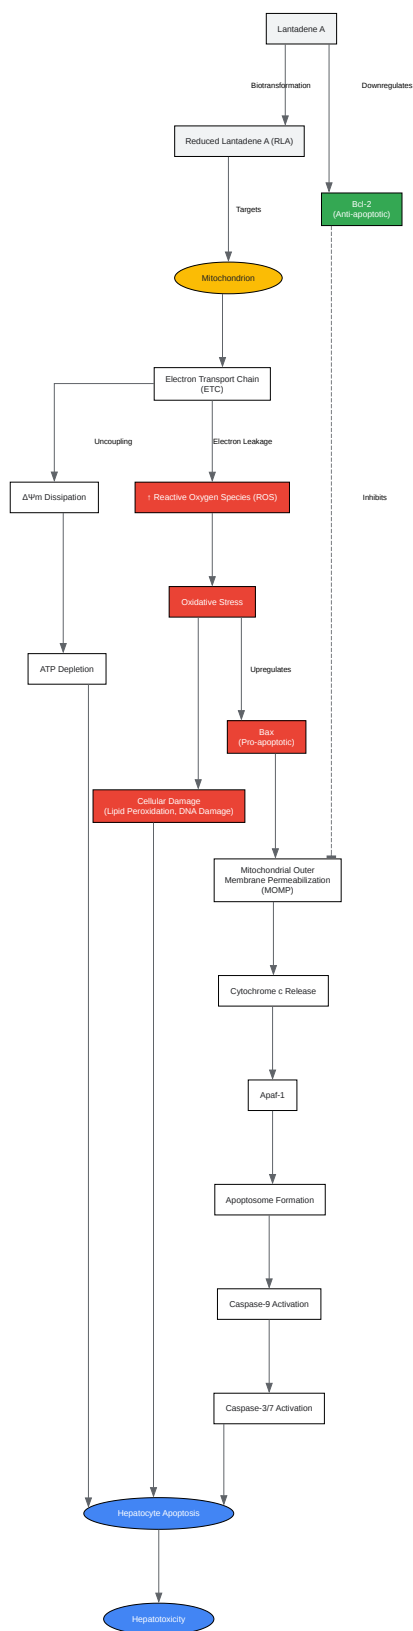 Lantadene A
Biotransformation
Downregulates
Reduced Lantadene A (RLA)
Bcl-2
(Anti-apoptotic)
Targets
Mitochondrion
Electron Transport Chain
(ETC)
Uncoupling
Electron Leakage
ΔΨm Dissipation
↑ Reactive Oxygen Species (ROS)
Inhibits
Oxidative Stress
ATP Depletion
Upregulates
Bax
(Pro-apoptotic)
Cellular Damage
(Lipid Peroxidation, DNA Damage)
Mitochondrial Outer
Membrane Permeabilization
(MOMP)
Cytochrome c Release
Apaf-1
Apoptosome Formation
Caspase-9 Activation
Caspase-3/7 Activation
Hepatocyte Apoptosis
Hepatotoxicity